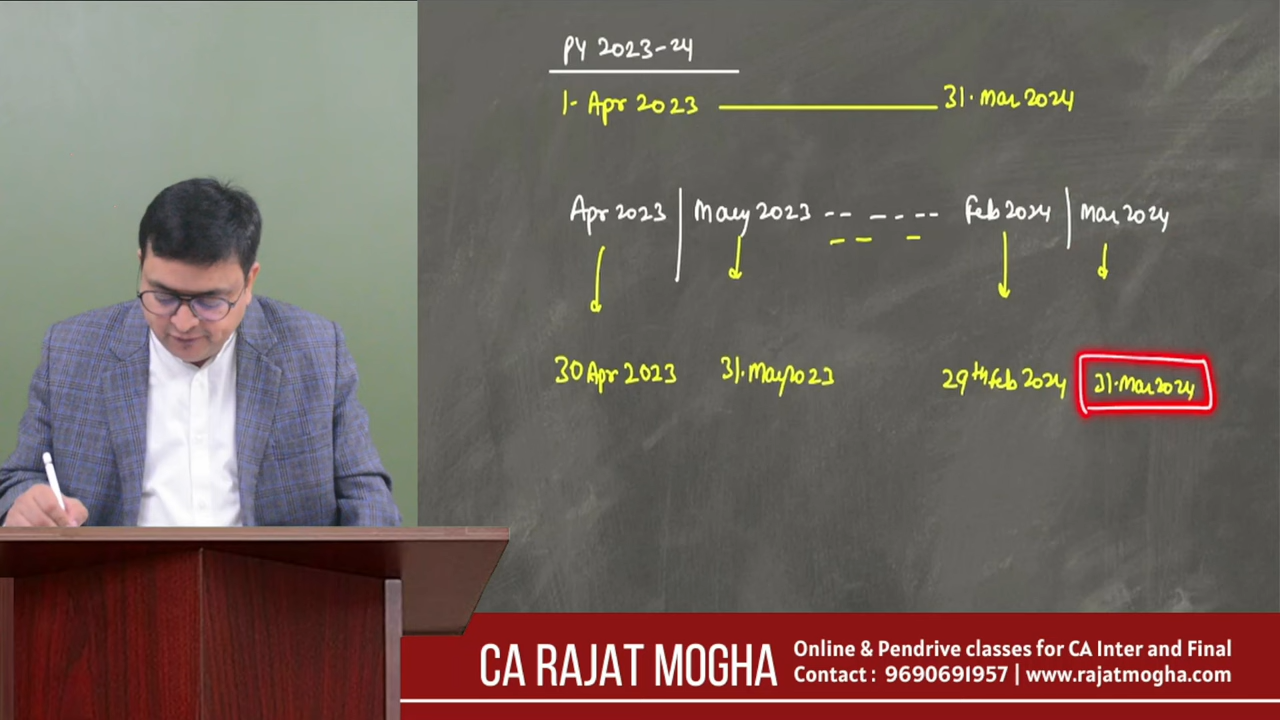 PY 2023-24
1- Apr 2023 31. Mar 2024
Apr 2023 May 2023 -- ---- Feb 2024 Mar 2024
30 Apr 2023 31. May 2023 29th Feb 2024 31. Mar 2024
CA RAJAT MOGHA
Online & Pendrive classes for CA Inter and Final
Contact : 9690691957 | www.rajatmogha.com